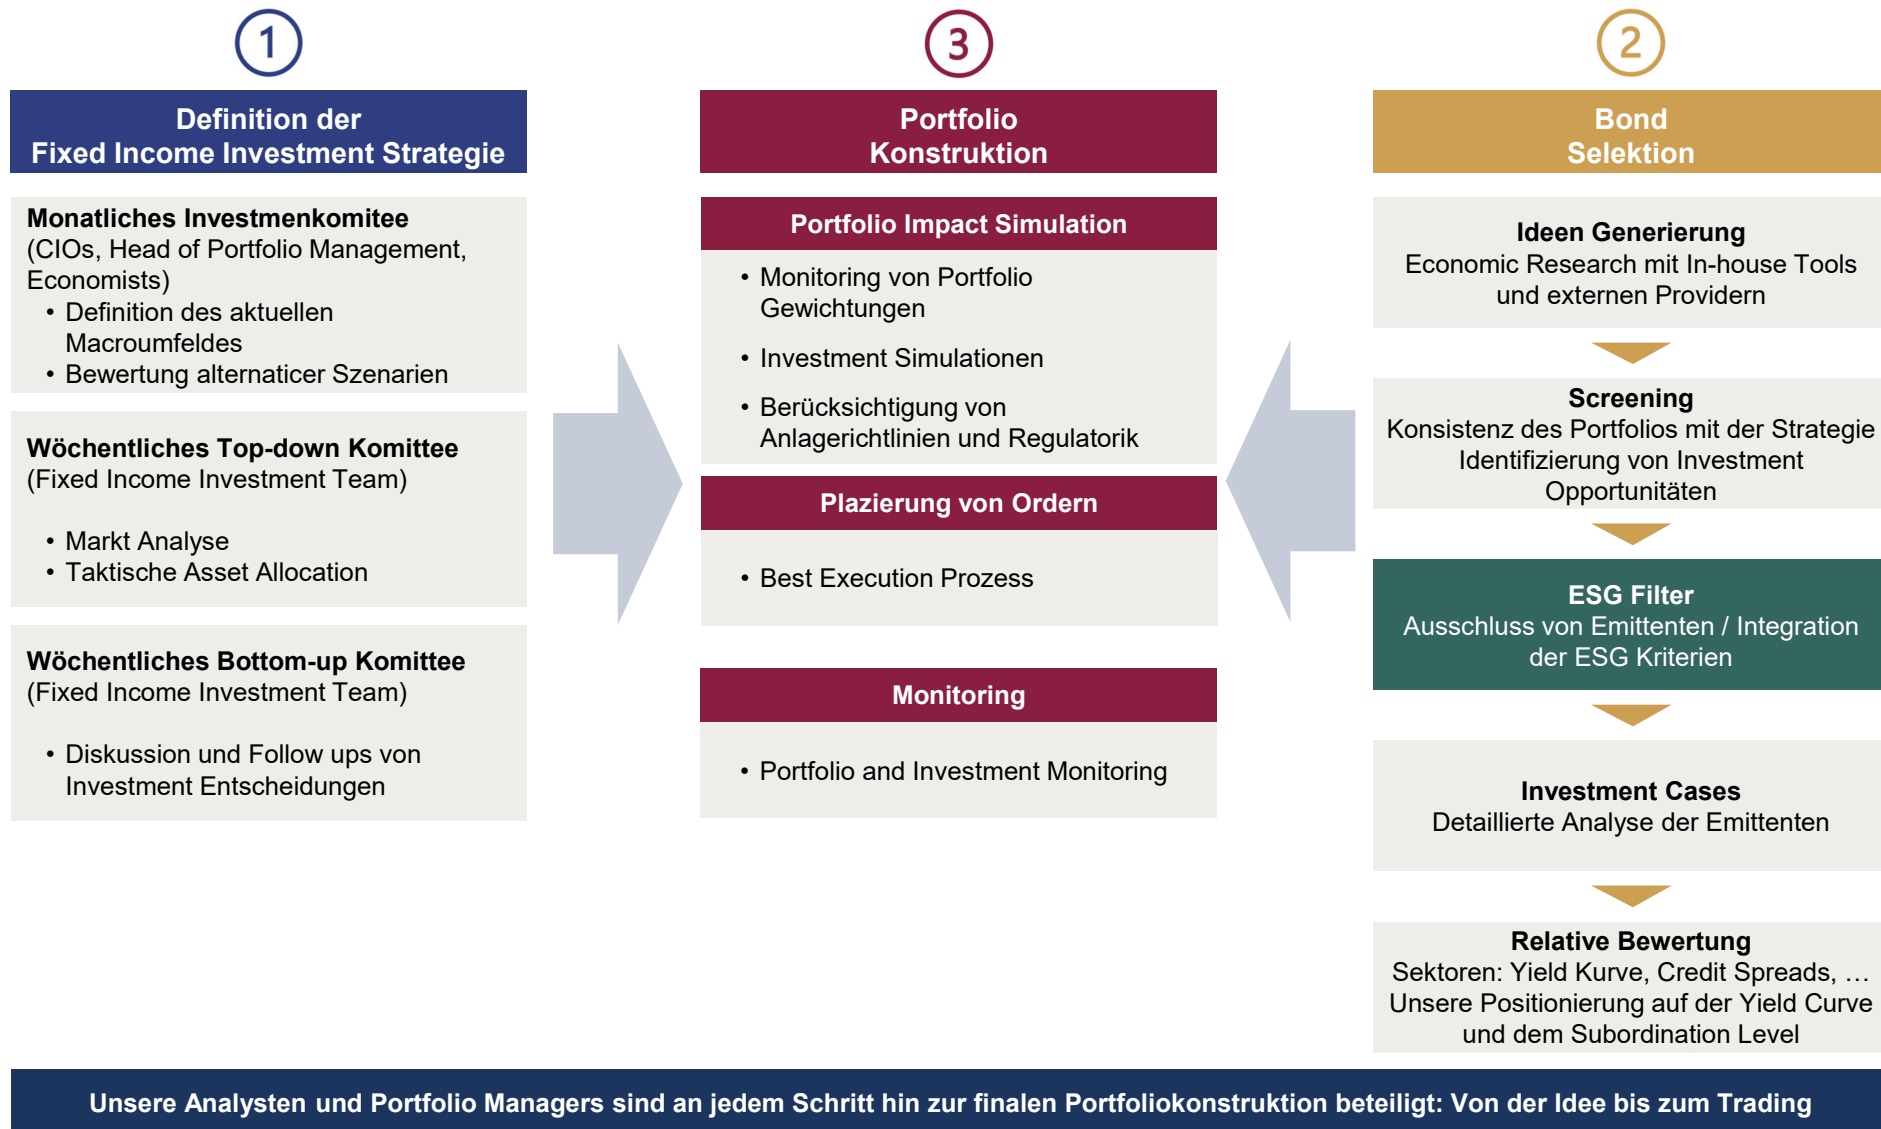 1
Definition der
Fixed Income Investment Strategie
Monatliches Investmenkomitee
(CIOs, Head of Portfolio Management,
Economists)
• Definition des aktuellen
Macroumfeldes
• Bewertung alternaticer Szenarien
Wöchentliches Top-down Komittee
(Fixed Income Investment Team)
• Markt Analyse
• Taktische Asset Allocation
Wöchentliches Bottom-up Komittee
(Fixed Income Investment Team)
• Diskussion und Follow ups von
Investment Entscheidungen
3
Portfolio
Konstruktion
Portfolio Impact Simulation
• Monitoring von Portfolio
Gewichtungen
• Investment Simulationen
• Berücksichtigung von
Anlagerichtlinien und Regulatorik
Plazierung von Ordern
• Best Execution Prozess
Monitoring
• Portfolio and Investment Monitoring
2
Bond
Selektion
Ideen Generierung
Economic Research mit In-house Tools
und externen Providern
Screening
Konsistenz des Portfolios mit der Strategie
Identifizierung von Investment
Opportunitäten
ESG Filter
Ausschluss von Emittenten / Integration
der ESG Kriterien
Investment Cases
Detaillierte Analyse der Emittenten
Relative Bewertung
Sektoren: Yield Kurve, Credit Spreads, …
Unsere Positionierung auf der Yield Curve
und dem Subordination Level
Unsere Analysten und Portfolio Managers sind an jedem Schritt hin zur finalen Portfoliokonstruktion beteiligt: Von der Idee bis zum Trading